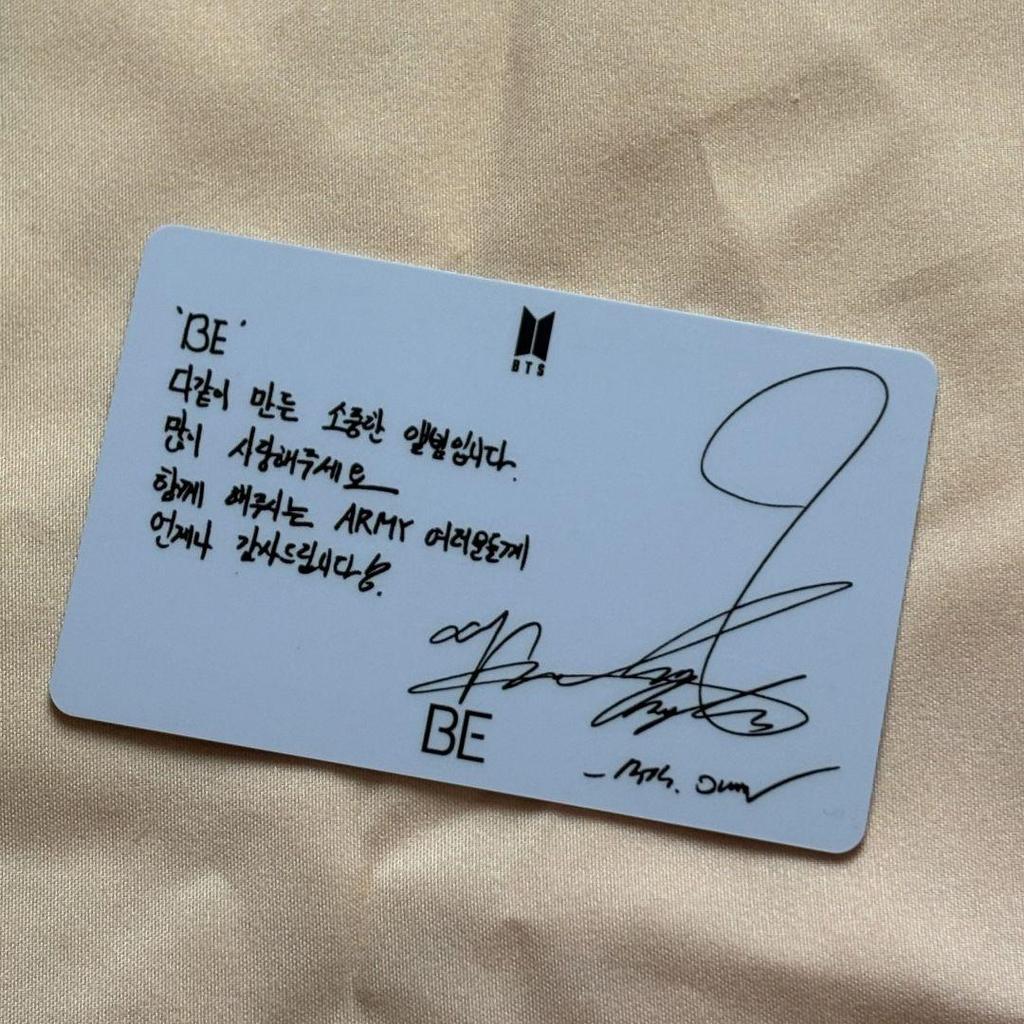 'BE'
BTS
다같이 만든 소중한 앨범입니다.
많이 사랑해주세요
함께 해주시는 ARMY 여러분들께
언제나 감사드립니다.
BE